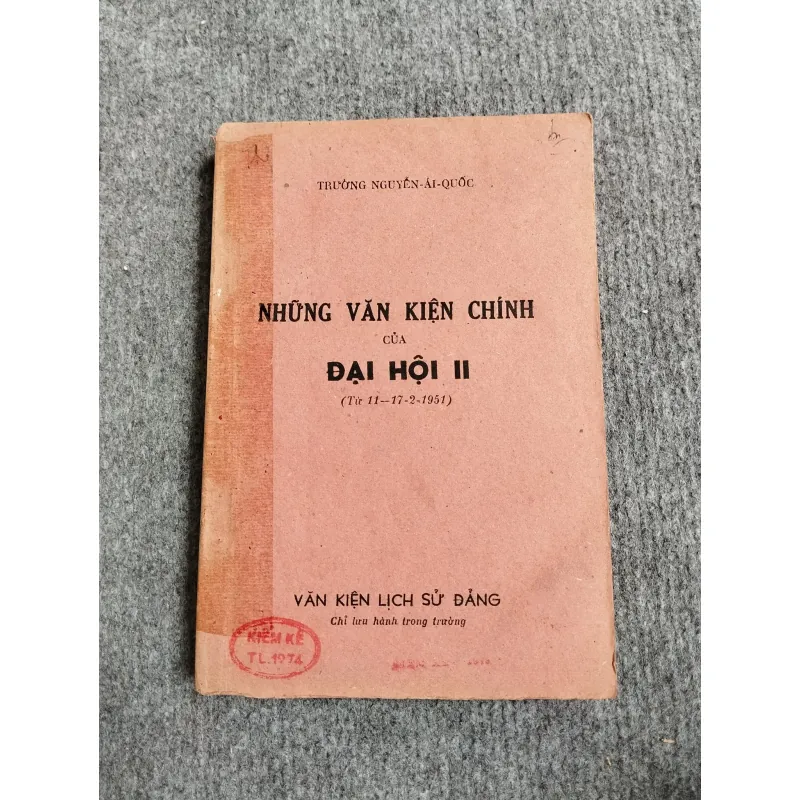 TRƯỜNG NGUYỄN-ÁI-QUỐC
NHỮNG VĂN KIỆN CHÍNH
CỦA
ĐẠI HỘI II
(Từ 11—17-2-1951)
VĂN KIỆN LỊCH SỬ ĐẢNG
Chỉ lưu hành trong trường
KIỂM KÊ
TL.1974